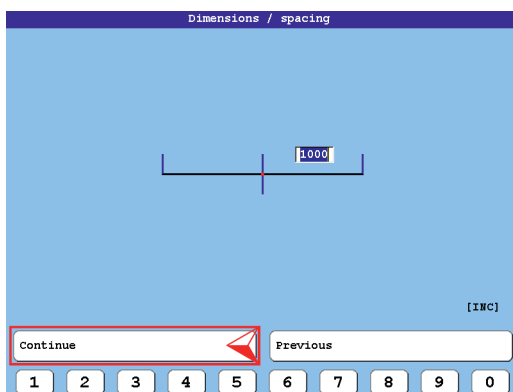 Dimensions / spacing
1000
[INC]
Continue Previous
1 2 3 4 5 6 7 8 9 0